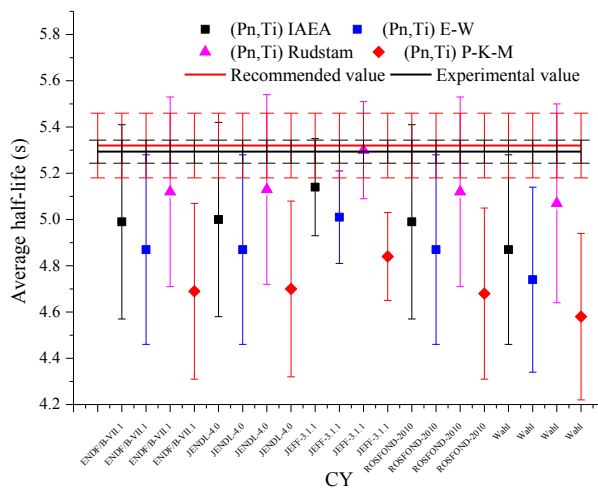 (Pn,Ti) IAEA (Pn,Ti) E-W
(Pn,Ti) Rudstam (Pn,Ti) P-K-M
Recommended value Experimental value
5.8
5.6
5.4
5.2
5.0
4.8
4.6
4.4
4.2
Average half-life (s)
ENDF/B-VII.1
ENDF/B-VII.1
ENDF/B-VII.1
ENDF/B-VII.1
JENDL-4.0
JENDL-4.0
JENDL-4.0
JENDL-4.0
JEFF-3.1.1
JEFF-3.1.1
JEFF-3.1.1
JEFF-3.1.1
ROSFOND-2010
ROSFOND-2010
ROSFOND-2010
ROSFOND-2010
Wahl
Wahl
Wahl
Wahl
CY